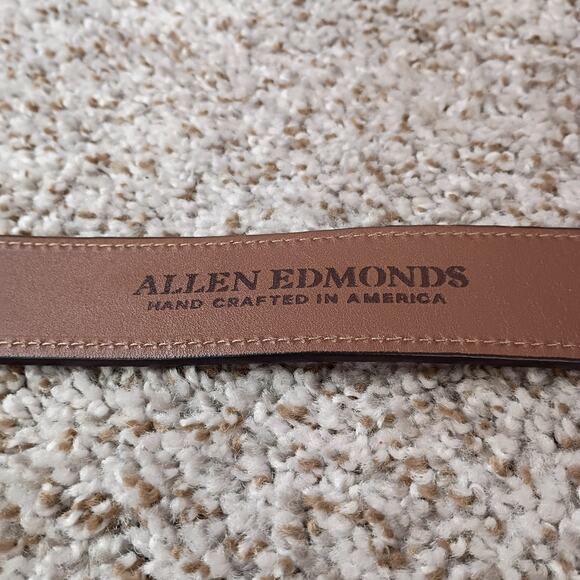 ALLEN EDMONDS
HAND CRAFTED IN AMERICA